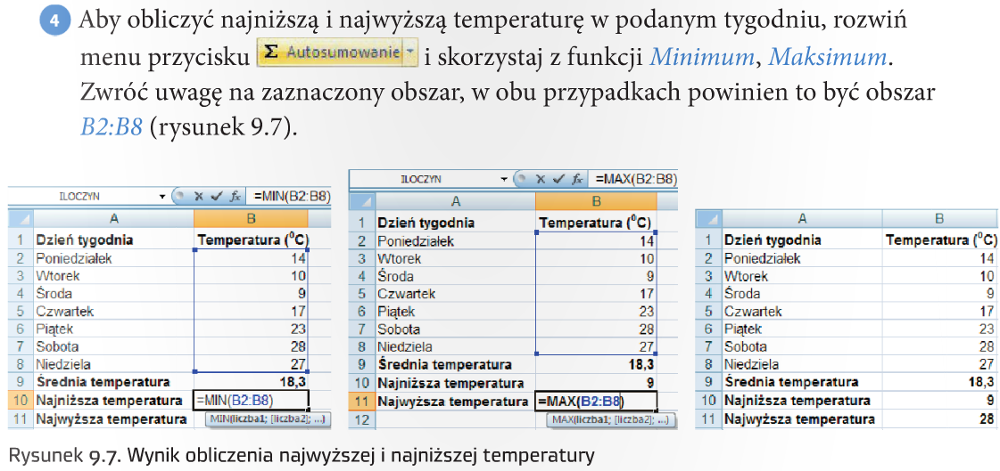 4 Aby obliczyć najniższą i najwyższą temperaturę w podanym tygodniu, rozwiń
menu przycisku Σ Autosumowanie i skorzystaj z funkcji Minimum, Maksimum.
Zwróć uwagę na zaznaczony obszar, w obu przypadkach powinien to być obszar
B2:B8 (rysunek 9.7).
ILOCZYN fx =MIN(B2:B8)
A B
1 Dzień tygodnia Temperatura (⁰C)
2 Poniedziałek 14
3 Wtorek 10
4 Środa 9
5 Czwartek 17
6 Piątek 23
7 Sobota 28
8 Niedziela 27
9 Średnia temperatura 18,3
10 Najniższa temperatura =MIN(B2:B8)
11 Najwyższa temperatura MIN(liczba1; [liczba2]; ...)
ILOCZYN fx =MAX(B2:B8)
A B
1 Dzień tygodnia Temperatura (⁰C)
2 Poniedziałek 14
3 Wtorek 10
4 Środa 9
5 Czwartek 17
6 Piątek 23
7 Sobota 28
8 Niedziela 27
9 Średnia temperatura 18,3
10 Najniższa temperatura 9
11 Najwyższa temperatura =MAX(B2:B8)
12 MAX(liczba1; [liczba2]; ...)
A B
1 Dzień tygodnia Temperatura (⁰C)
2 Poniedziałek 14
3 Wtorek 10
4 Środa 9
5 Czwartek 17
6 Piątek 23
7 Sobota 28
8 Niedziela 27
9 Średnia temperatura 18,3
10 Najniższa temperatura 9
11 Najwyższa temperatura 28
Rysunek 9.7. Wynik obliczenia najwyższej i najniższej temperatury